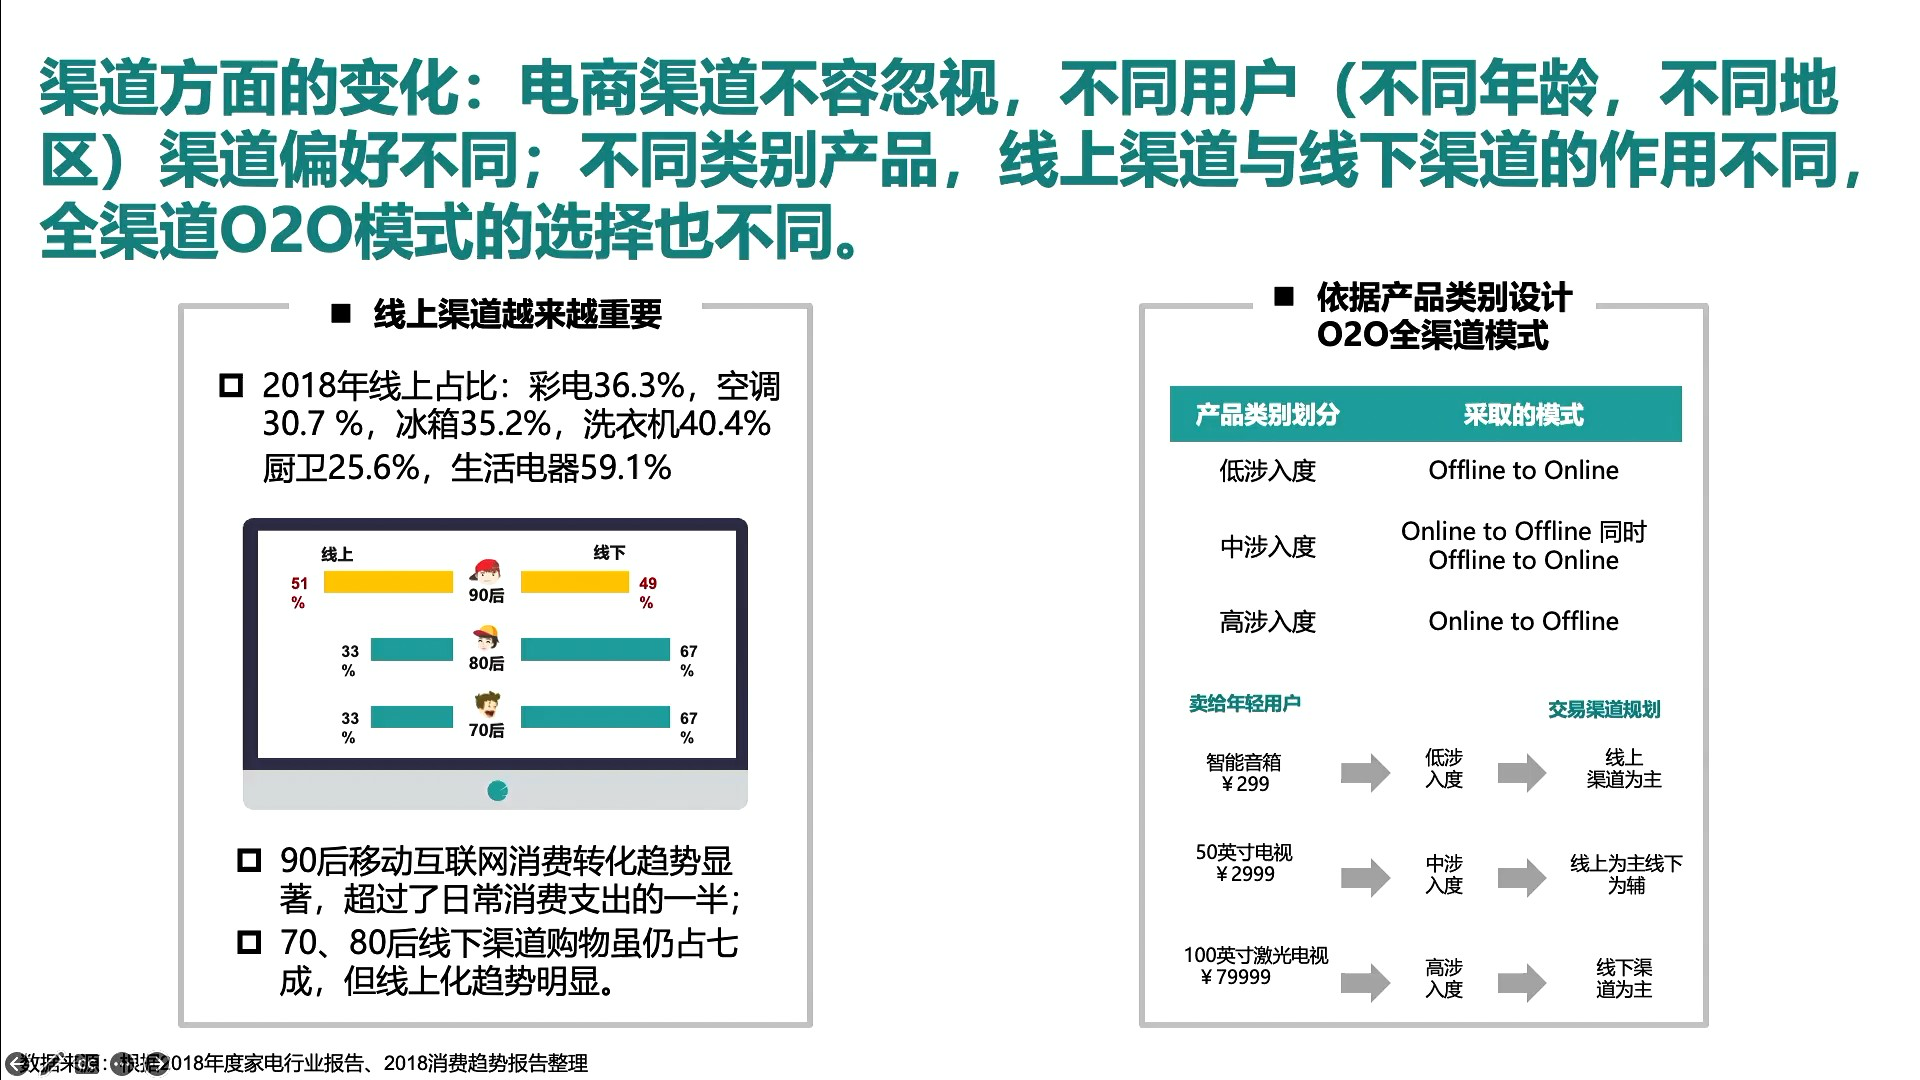 渠道方面的变化：电商渠道不容忽视，不同用户（不同年龄，不同地
区）渠道偏好不同；不同类别产品，线上渠道与线下渠道的作用不同，
全渠道O2O模式的选择也不同。
■ 线上渠道越来越重要
2018年线上占比：彩电36.3%，空调
30.7 %，冰箱35.2%，洗衣机40.4%
厨卫25.6%，生活电器59.1%
线上
线下
51
%
90后
49
%
33
%
80后
67
%
33
%
70后
67
%
90后移动互联网消费转化趋势显
著，超过了日常消费支出的一半；
70、80后线下渠道购物虽仍占七
成，但线上化趋势明显。
■ 依据产品类别设计
O2O全渠道模式
产品类别划分 采取的模式
低涉入度 Offline to Online
中涉入度 Online to Offline 同时
Offline to Online
高涉入度 Online to Offline
卖给年轻用户
交易渠道规划
智能音箱
￥299
低涉
入度
线上
渠道为主
50英寸电视
￥2999
中涉
入度
线上为主线下
为辅
100英寸激光电视
￥79999
高涉
入度
线下渠
道为主
数据来源：根据2018年度家电行业报告、2018消费趋势报告整理